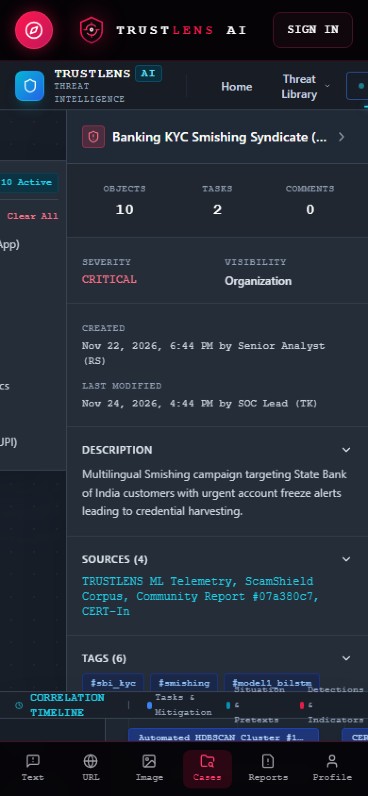 TRUSTLENS AI
SIGN IN
TRUSTLENS AI
THREAT
INTELLIGENCE
Home
Threat
Library
10 Active
Clear All
App)
cs
UPI)
Banking KYC Smishing Syndicate (...
OBJECTS
TASKS
COMMENTS
10
2
0
SEVERITY
VISIBILITY
CRITICAL
Organization
CREATED
Nov 22, 2026, 6:44 PM by Senior Analyst
(RS)
LAST MODIFIED
Nov 24, 2026, 4:44 PM by SOC Lead (TK)
DESCRIPTION
Multilingual Smishing campaign targeting State Bank
of India customers with urgent account freeze alerts
leading to credential harvesting.
SOURCES (4)
TRUSTLENS ML Telemetry, ScamShield
Corpus, Community Report #07a380c7,
CERT-In
TAGS (6)
#sbi_kyc
#smishing
#model1_bilstm
CORRELATION
TIMELINE
Tasks &
Mitigation
Situation
&
Pretexts
Detections
&
Indicators
Automated HDBSCAN Cluster #1...
CER
Text
URL
Image
Cases
Reports
Profile